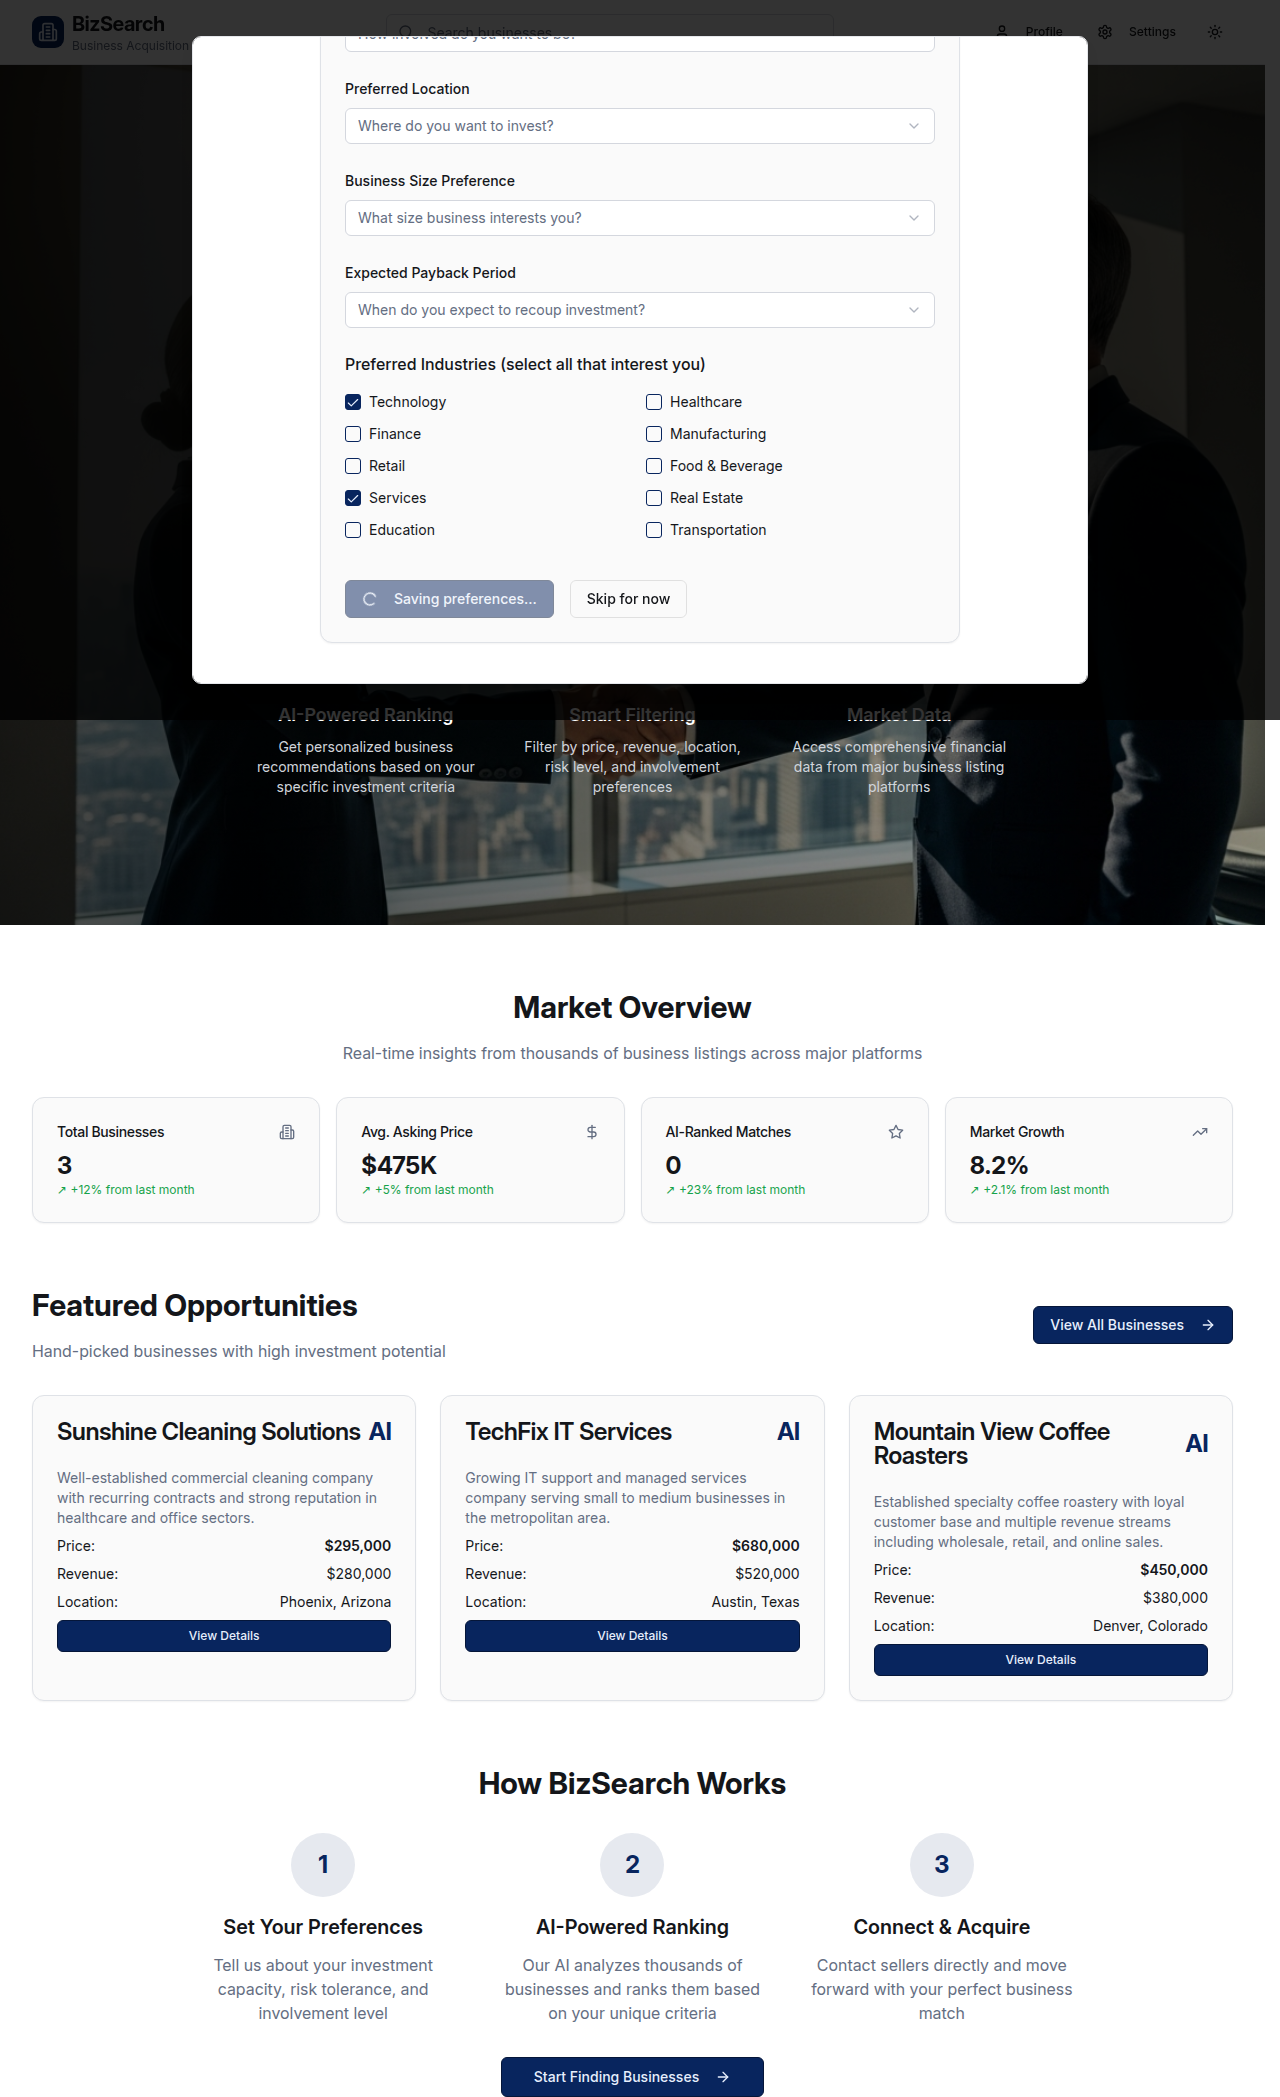 BizSearch
Business Acquisition
Search businesses...
Profile
Settings
How involved do you want to be?
Preferred Location
Where do you want to invest?
Business Size Preference
What size business interests you?
Expected Payback Period
When do you expect to recoup investment?
Preferred Industries (select all that interest you)
Technology
Healthcare
Finance
Manufacturing
Retail
Food & Beverage
Services
Real Estate
Education
Transportation
Saving preferences...
Skip for now
AI-Powered Ranking
Get personalized business
recommendations based on your
specific investment criteria
Smart Filtering
Filter by price, revenue, location,
risk level, and involvement
preferences
Market Data
Access comprehensive financial
data from major business listing
platforms
Market Overview
Real-time insights from thousands of business listings across major platforms
Total Businesses
3
↗ +12% from last month
Avg. Asking Price
$475K
↗ +5% from last month
AI-Ranked Matches
0
↗ +23% from last month
Market Growth
8.2%
↗ +2.1% from last month
Featured Opportunities
Hand-picked businesses with high investment potential
View All Businesses
Sunshine Cleaning Solutions AI
Well-established commercial cleaning company
with recurring contracts and strong reputation in
healthcare and office sectors.
Price: $295,000
Revenue: $280,000
Location: Phoenix, Arizona
View Details
TechFix IT Services AI
Growing IT support and managed services
company serving small to medium businesses in
the metropolitan area.
Price: $680,000
Revenue: $520,000
Location: Austin, Texas
View Details
Mountain View Coffee
Roasters
AI
Established specialty coffee roastery with loyal
customer base and multiple revenue streams
including wholesale, retail, and online sales.
Price: $450,000
Revenue: $380,000
Location: Denver, Colorado
View Details
How BizSearch Works
1
Set Your Preferences
Tell us about your investment
capacity, risk tolerance, and
involvement level
2
AI-Powered Ranking
Our AI analyzes thousands of
businesses and ranks them based
on your unique criteria
3
Connect & Acquire
Contact sellers directly and move
forward with your perfect business
match
Start Finding Businesses